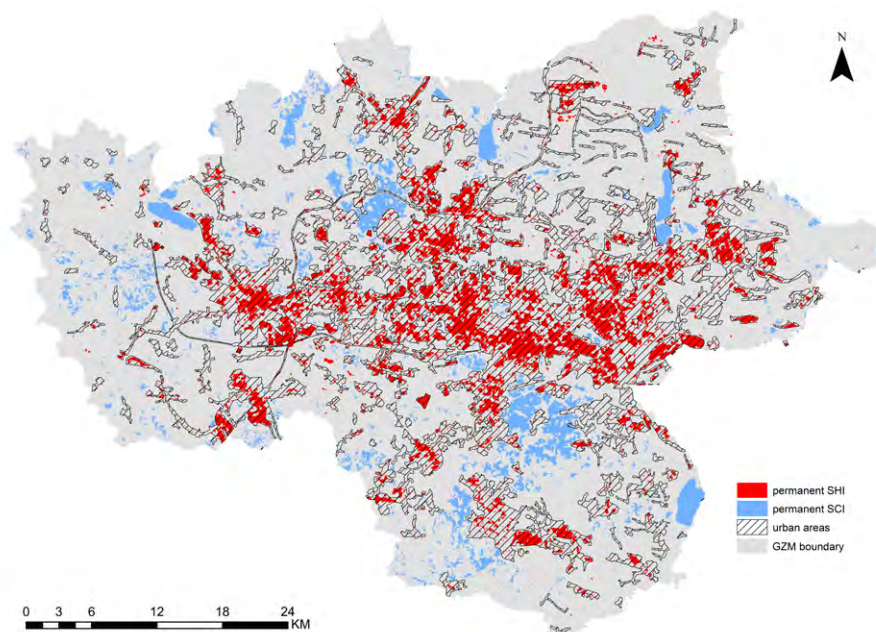 N
permanent SHI
permanent SCI
urban areas
GZM boundary
0 3 6 12 18 24
KM